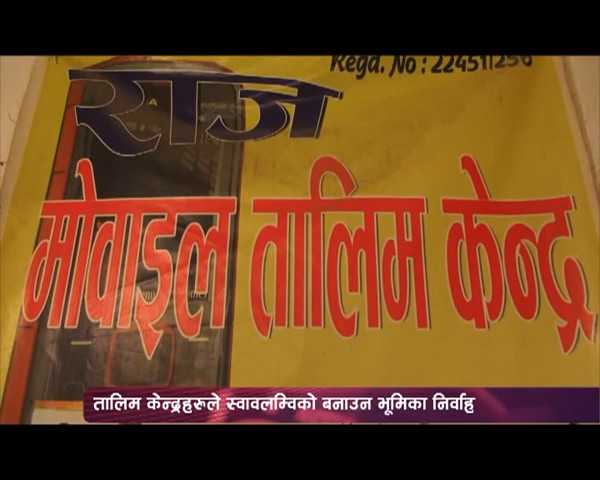 Regd. No : 224511256
राज
मोवाइल तालिम केन्द्र
तालिम केन्द्रहरुले स्वावलम्विको बनाउन भूमिका निर्वाह